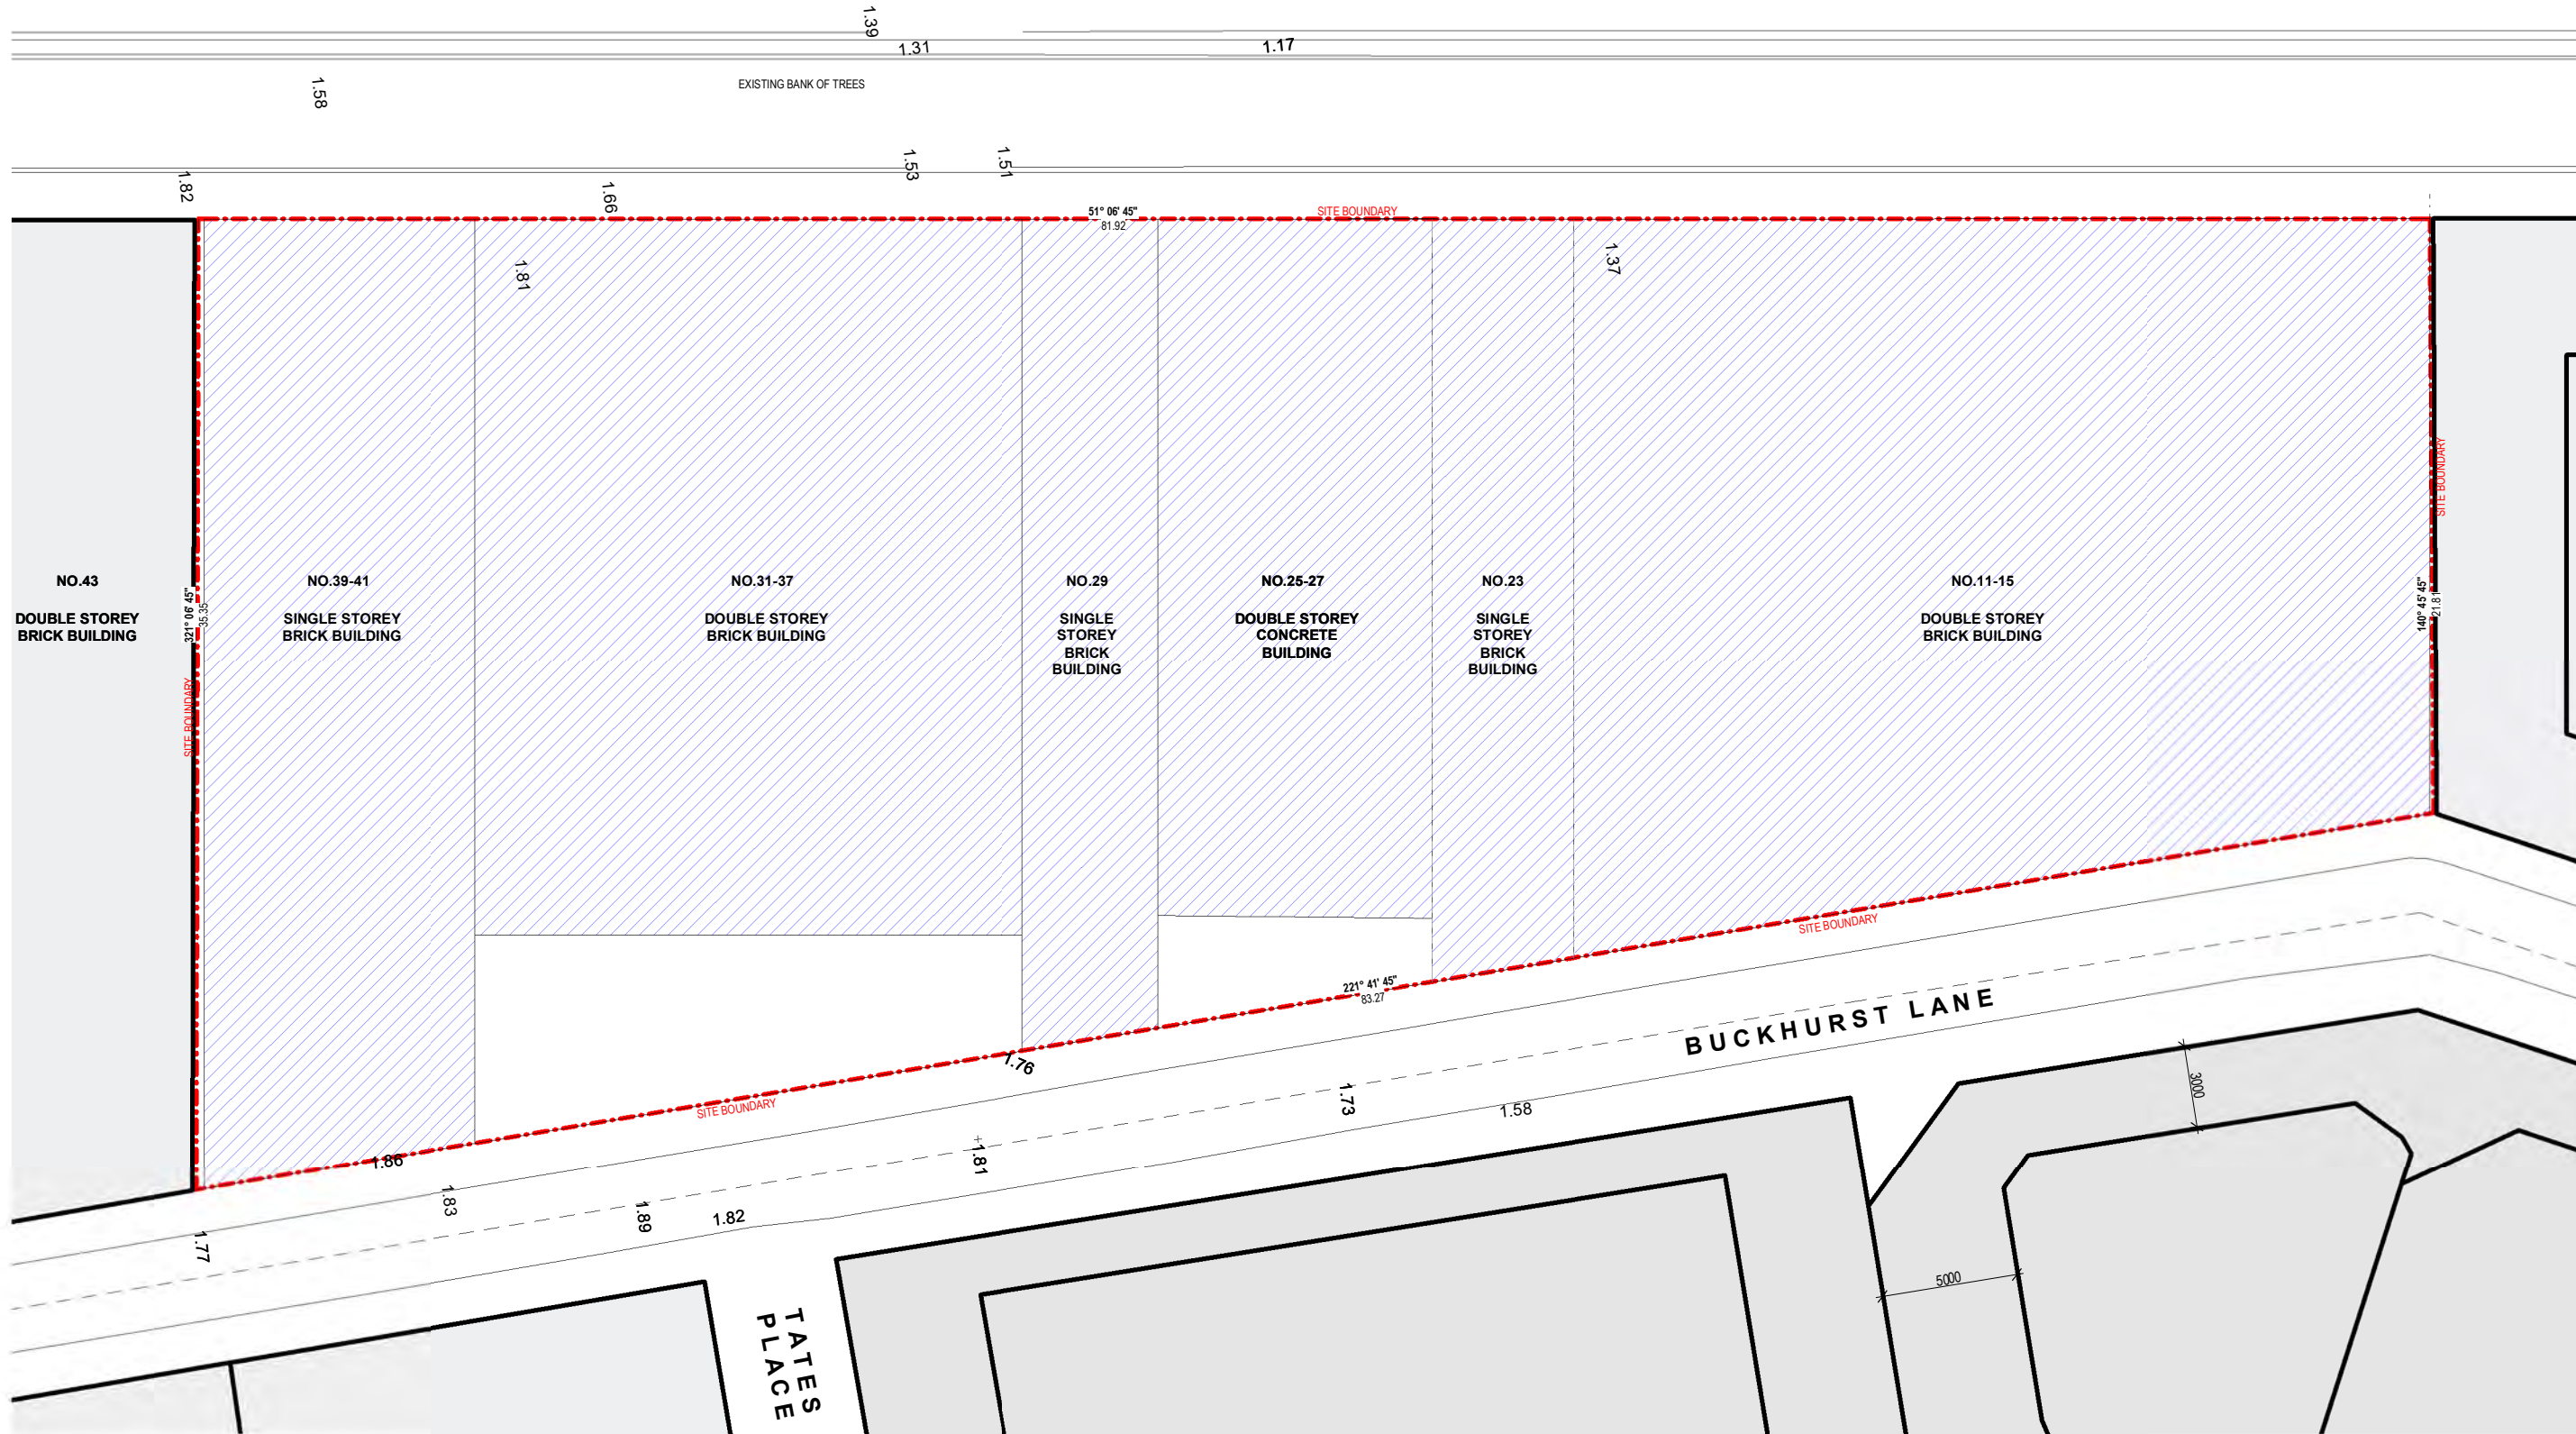 1.39
1.31
1.17
1.58
EXISTING BANK OF TREES
1.82
1.66
1.53
1.51
51° 06' 45"
81.92
SITE BOUNDARY
1.81
1.37
NO.43
DOUBLE STOREY
BRICK BUILDING
321° 06' 45"
35.35
SITE BOUNDARY
NO.39-41
SINGLE STOREY
BRICK BUILDING
NO.31-37
DOUBLE STOREY
BRICK BUILDING
NO.29
SINGLE
STOREY
BRICK
BUILDING
NO.25-27
DOUBLE STOREY
CONCRETE
BUILDING
NO.23
SINGLE
STOREY
BRICK
BUILDING
NO.11-15
DOUBLE STOREY
BRICK BUILDING
SITE BOUNDARY
140° 45' 45"
21.81
SITE BOUNDARY
221° 41' 45"
83.27
BUCKHURST LANE
1.76
SITE BOUNDARY
1.73
1.58
3000
1.86
1.81
1.83
1.89
1.82
1.77
5000
TATES
PLACE